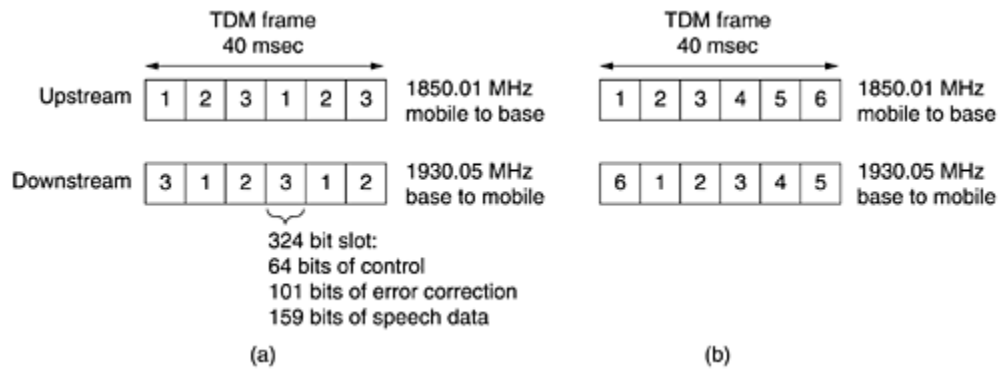 TDM frame
40 msec
Upstream 1 2 3 1 2 3 1850.01 MHz
mobile to base
Downstream 3 1 2 3 1 2 1930.05 MHz
base to mobile
324 bit slot:
64 bits of control
101 bits of error correction
159 bits of speech data
(a)
TDM frame
40 msec
1 2 3 4 5 6 1850.01 MHz
mobile to base
6 1 2 3 4 5 1930.05 MHz
base to mobile
(b)